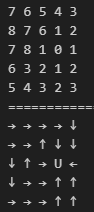 7 6 5 4 3
8 7 6 1 2
7 8 1 0 1
6 3 2 1 2
5 4 3 2 3
==============
→ → → → ↓
→ → ↑ ↓ ↓
↓ ↑ → U ←
↓ → → ↑ ↑
→ → → ↑ ↑